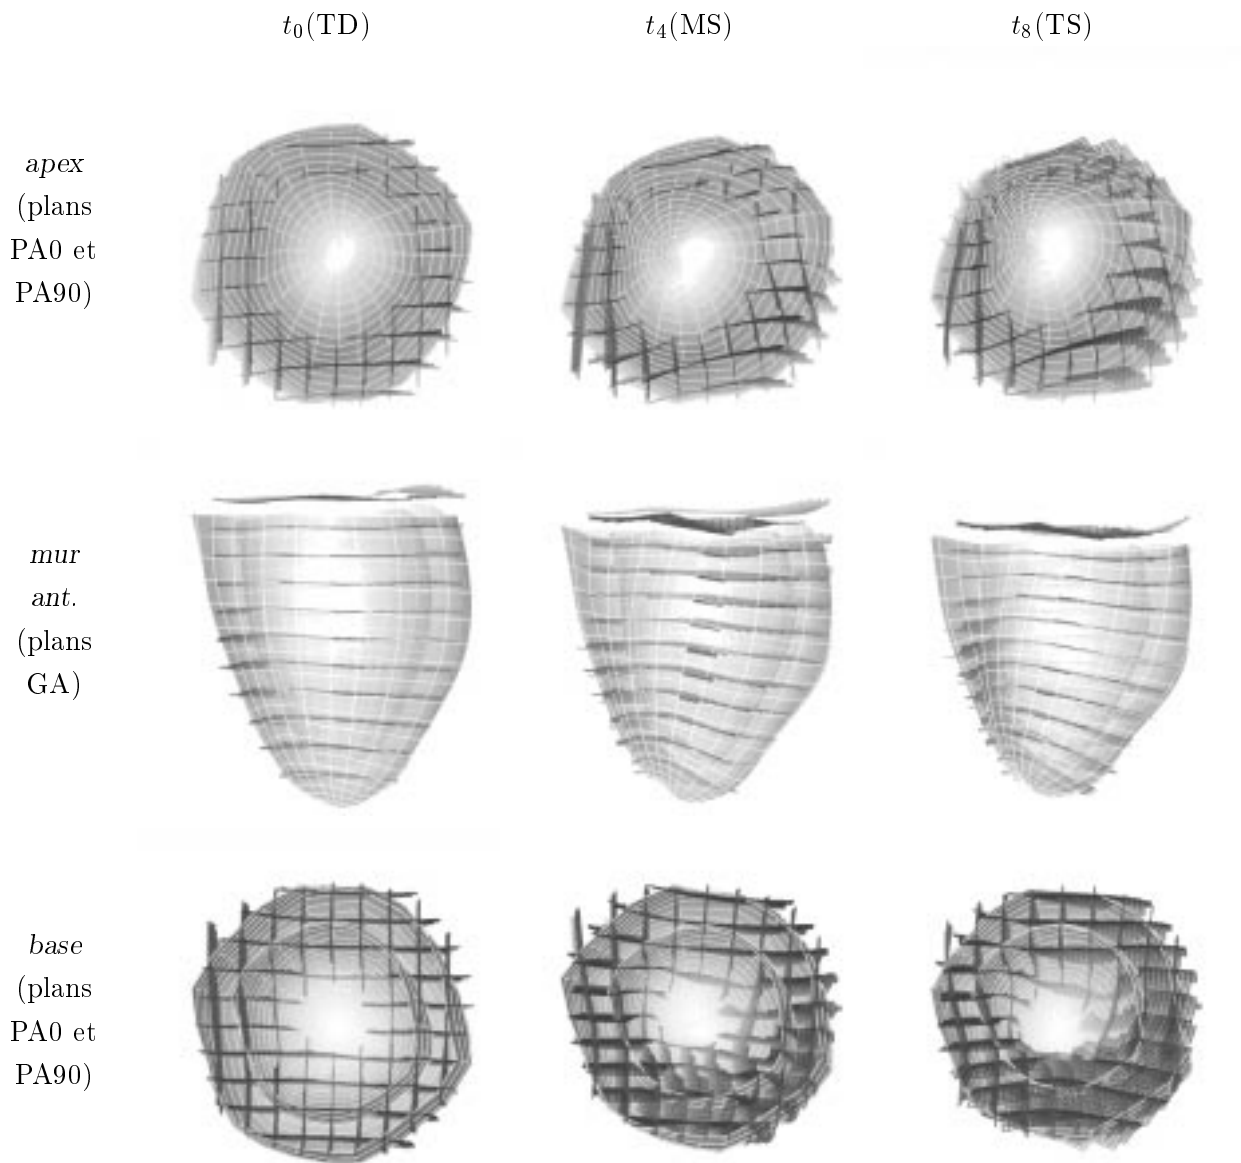 t₀(TD)
t₄(MS)
t₈(TS)
apex
(plans
PA0 et
PA90)
mur
ant.
(plans
GA)
base
(plans
PA0 et
PA90)